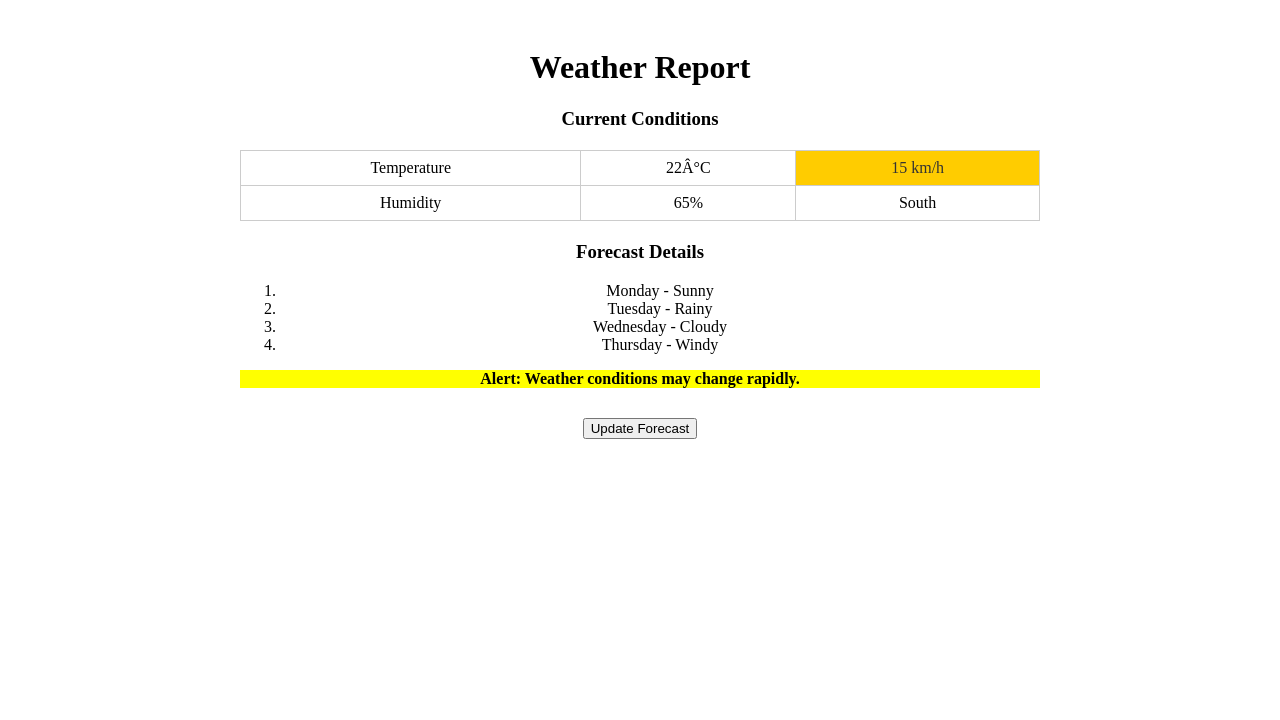 Weather Report
Current Conditions
Temperature 22Â°C 15 km/h
Humidity 65% South
Forecast Details
1. Monday - Sunny
2. Tuesday - Rainy
3. Wednesday - Cloudy
4. Thursday - Windy
Alert: Weather conditions may change rapidly.
Update Forecast